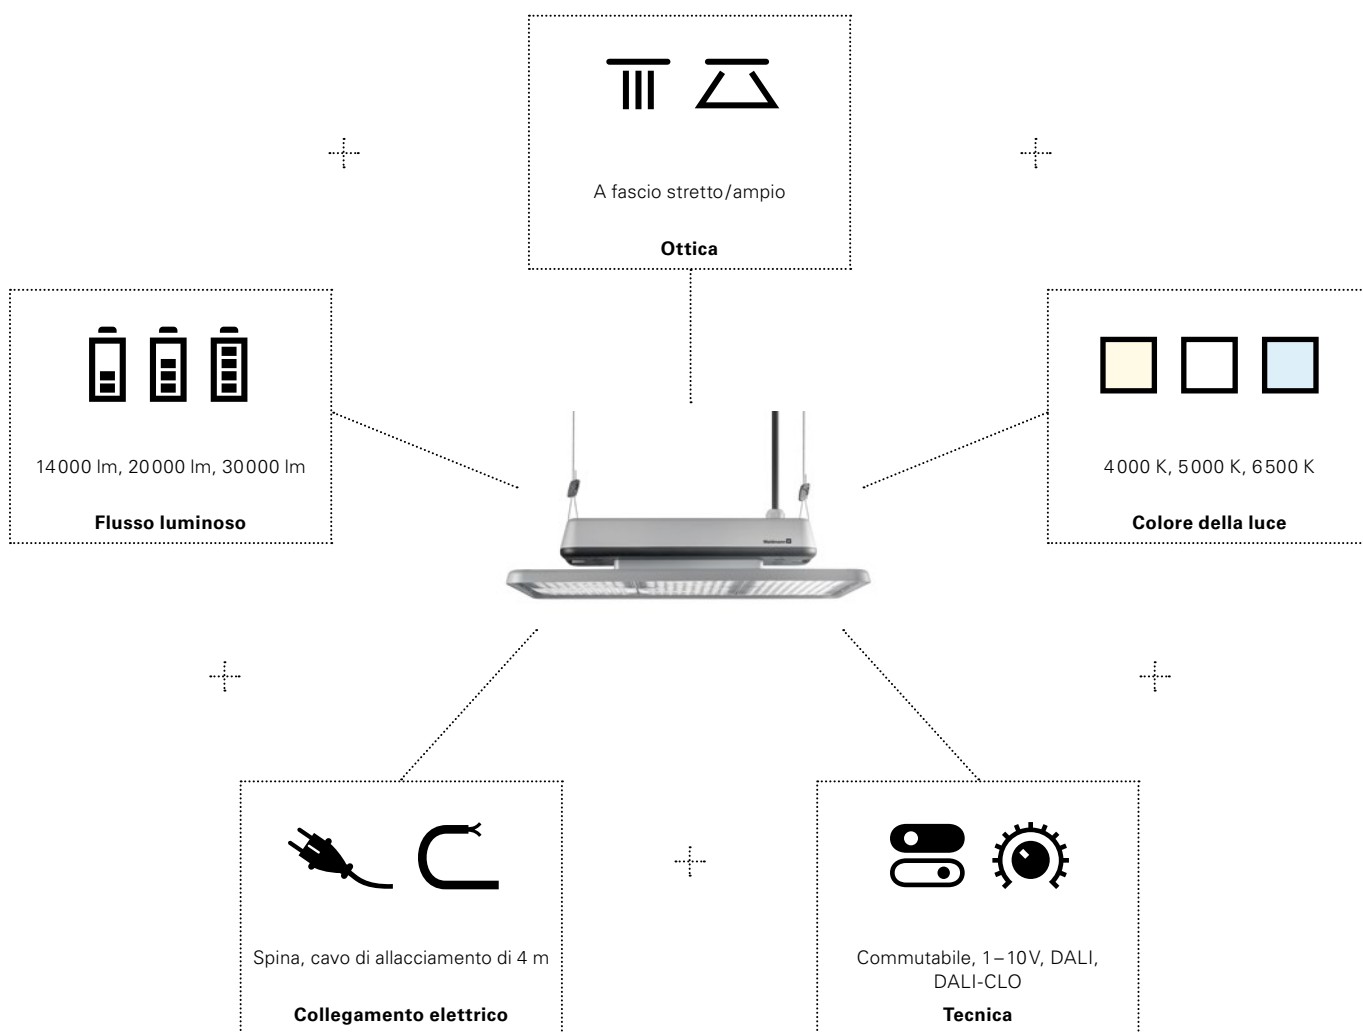 A fascio stretto/ampio
Ottica
14000 lm, 20000 lm, 30000 lm
Flusso luminoso
4000 K, 5000 K, 6500 K
Colore della luce
Waldmann
Spina, cavo di allacciamento di 4 m
Collegamento elettrico
Commutabile, 1–10V, DALI,
DALI-CLO
Tecnica